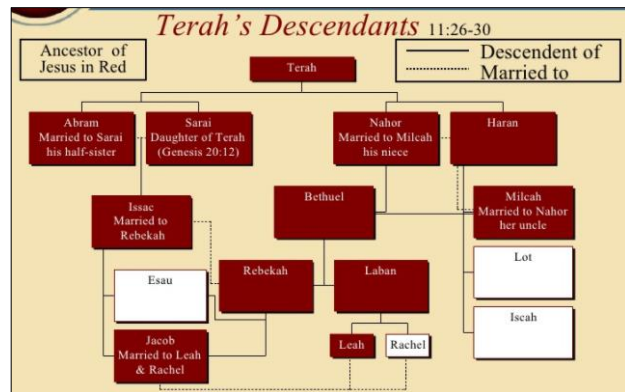 Terah's Descendants 11:26-30
Ancestor of
Jesus in Red
Descendent of
Married to
Terah
Abram
Married to Sarai
his half-sister
Sarai
Daughter of Terah
(Genesis 20:12)
Nahor
Married to Milcah
his niece
Haran
Issac
Married to
Rebekah
Bethuel
Milcah
Married to Nahor
her uncle
Esau
Rebekah
Laban
Lot
Iscah
Jacob
Married to Leah
& Rachel
Leah
Rachel